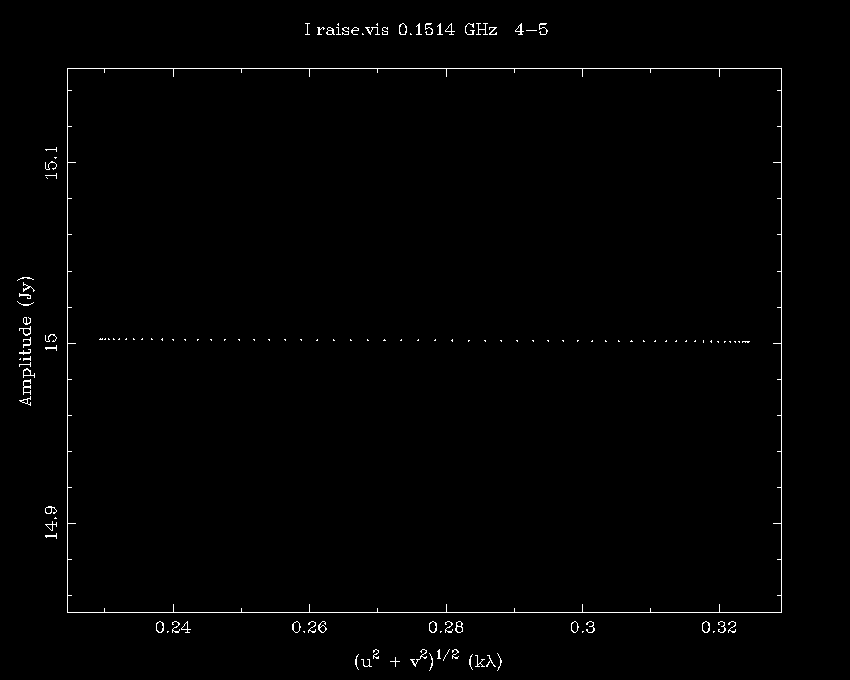 I raise.vis 0.1514 GHz 4−5
15.1
15
14.9
Amplitude (Jy)
0.24 0.26 0.28 0.3 0.32
(u² + v²)¹/² (kλ)